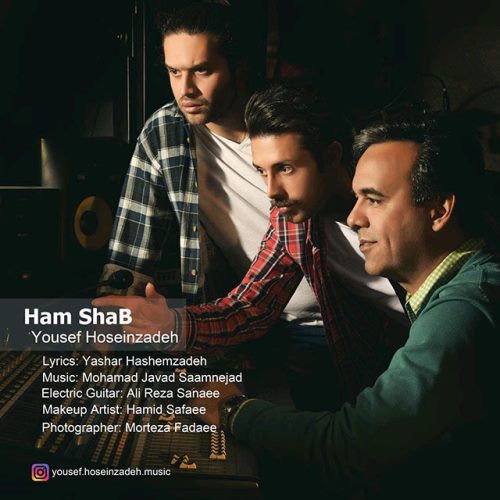 Ham ShaB
Yousef Hoseinzadeh
Lyrics: Yashar Hashemzadeh
Music: Mohamad Javad Saamnejad
Electric Guitar: Ali Reza Sanaee
Makeup Artist: Hamid Safaee
Photographer: Morteza Fadaee
yousef.hoseinzadeh.music